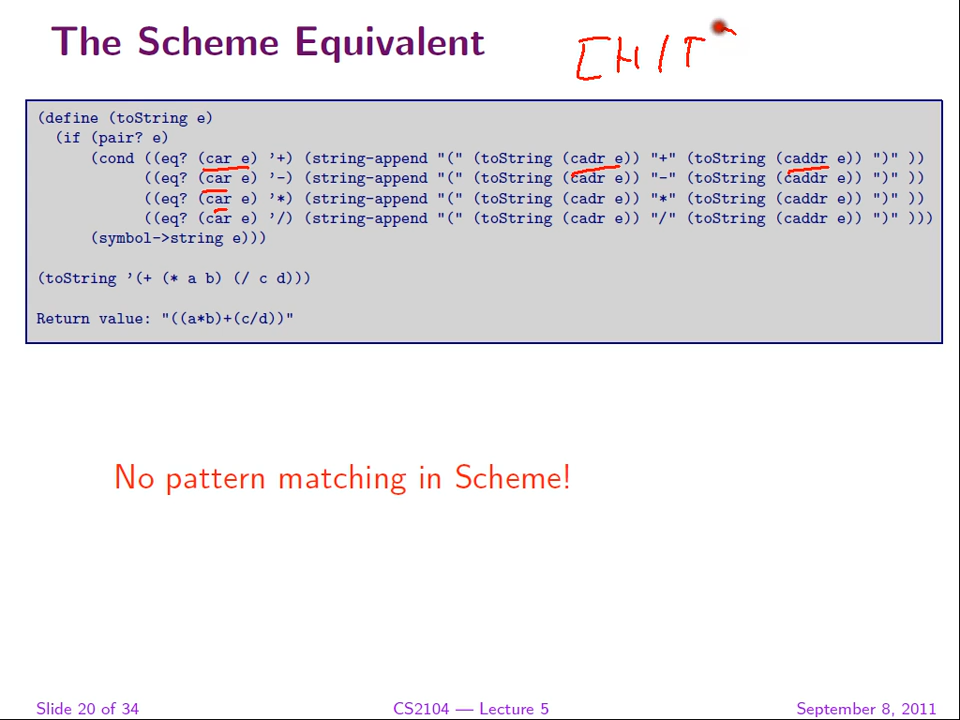 The Scheme Equivalent
[H|T
(define (toString e)
(if (pair? e)
(cond ((eq? (car e) '+) (string-append "(" (toString (cadr e)) "+" (toString (caddr e)) ")" ))
((eq? (car e) '-) (string-append "(" (toString (cadr e)) "-" (toString (caddr e)) ")" ))
((eq? (car e) '*) (string-append "(" (toString (cadr e)) "*" (toString (caddr e)) ")" ))
((eq? (car e) '/) (string-append "(" (toString (cadr e)) "/" (toString (caddr e)) ")" )))
(symbol->string e)))
(toString '(+ (* a b) (/ c d)))
Return value: "((a*b)+(c/d))"
No pattern matching in Scheme!
Slide 20 of 34
CS2104 — Lecture 5
September 8, 2011